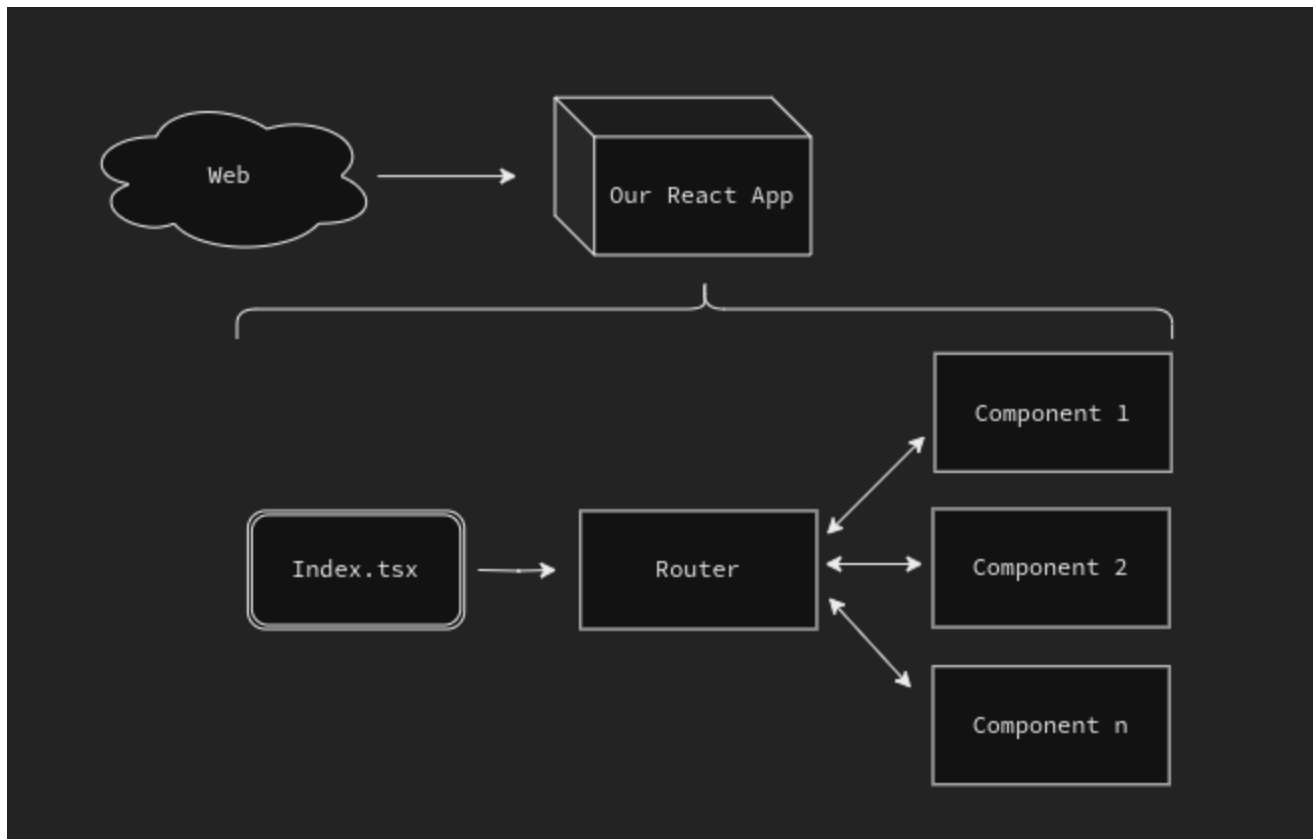 Web
Our React App
Component 1
Index.tsx
Router
Component 2
Component n